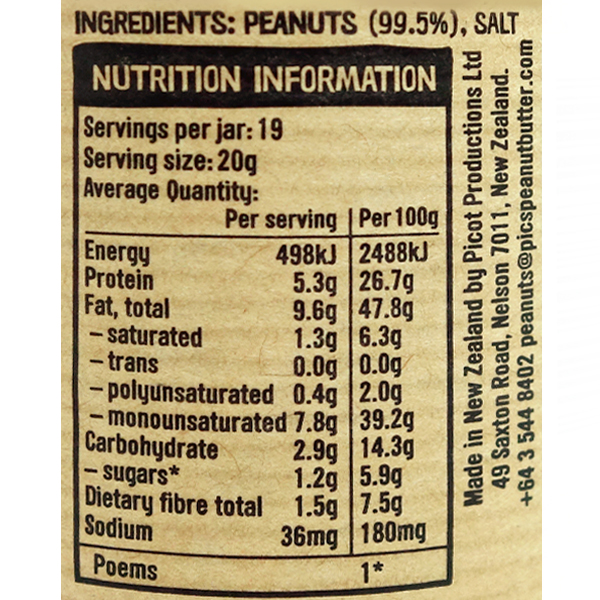 INGREDIENTS: PEANUTS (99.5%), SALT
NUTRITION INFORMATION
Servings per jar: 19
Serving size: 20g
Average Quantity:
Per serving Per 100g
Energy 498kJ 2488kJ
Protein 5.3g 26.7g
Fat, total 9.6g 47.8g
– saturated 1.3g 6.3g
– trans 0.0g 0.0g
– polyunsaturated 0.4g 2.0g
– monounsaturated 7.8g 39.2g
Carbohydrate 2.9g 14.3g
– sugars* 1.2g 5.9g
Dietary fibre total 1.5g 7.5g
Sodium 36mg 180mg
Poems 1*
Made in New Zealand by Picot Productions Ltd
49 Saxton Road, Nelson 7011, New Zealand.
+64 3 544 8402 peanuts@picspeanutbutter.com